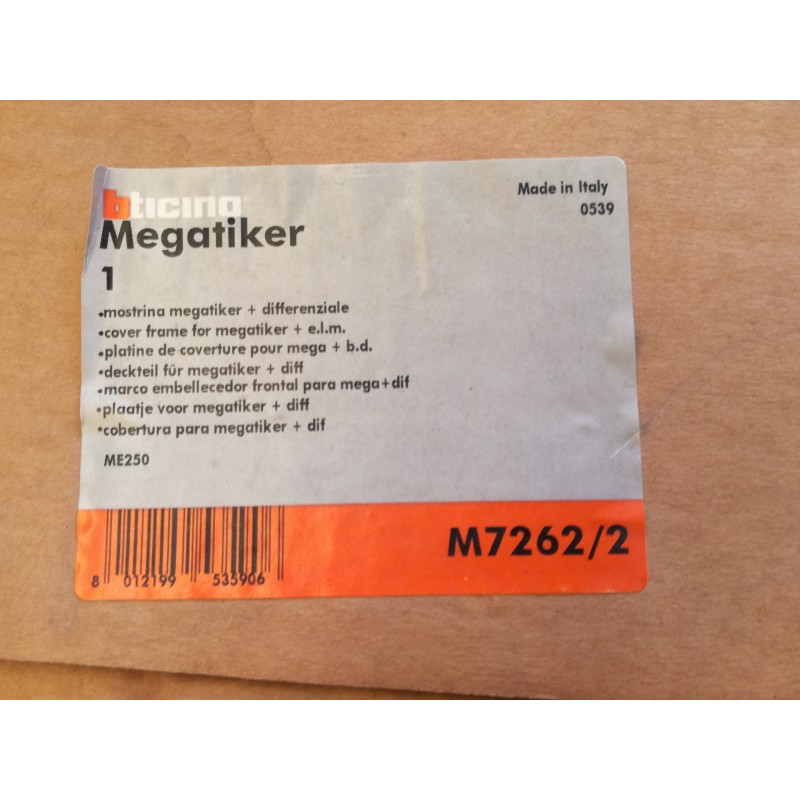 bticino
Made in Italy
0539
Megatiker
1
•mostrina megatiker + differenziale
•cover frame for megatiker + e.l.m.
•platine de coverture pour mega + b.d.
•deckteil für megatiker + diff
•marco embellecedor frontal para mega+dif
•plaatje voor megatiker + diff
•cobertura para megatiker + dif
ME250
M7262/2
8 012199 535906